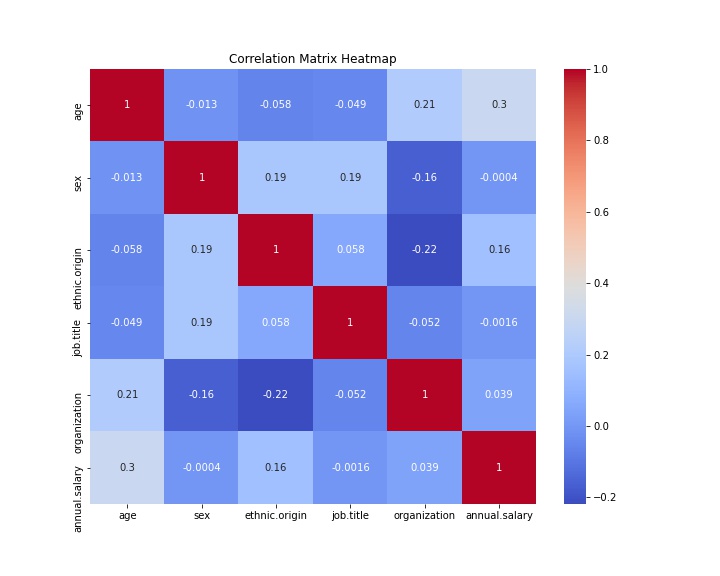 Correlation Matrix Heatmap
age 1 -0.013 -0.058 -0.049 0.21 0.3
sex -0.013 1 0.19 0.19 -0.16 -0.0004
ethnic.origin -0.058 0.19 1 0.058 -0.22 0.16
job.title -0.049 0.19 0.058 1 -0.052 -0.0016
organization 0.21 -0.16 -0.22 -0.052 1 0.039
annual.salary 0.3 -0.0004 0.16 -0.0016 0.039 1
age sex ethnic.origin job.title organization annual.salary
1.0
0.8
0.6
0.4
0.2
0.0
−0.2